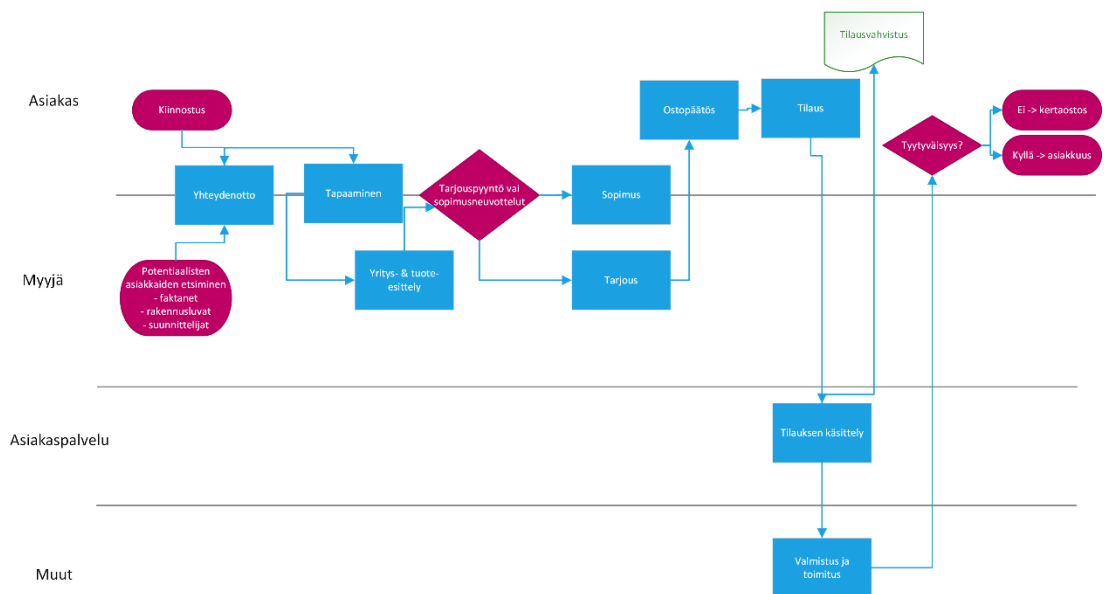 Tilausvahvistus
Asiakas
Kiinnostus
Ostopäätös
Tilaus
Ei -> kertaostos
Tyytyväisyys?
Kyllä -> asiakkuus
Yhteydenotto
Tapaaminen
Tarjouspyyntö vai
sopimusneuvottelut
Sopimus
Myyjä
Potentiaalisten
asiakkaiden etsiminen
- faktanet
- rakennusluvat
- suunnittelijat
Yritys- & tuote-
esittely
Tarjous
Asiakaspalvelu
Tilauksen käsittely
Muut
Valmistus ja
toimitus